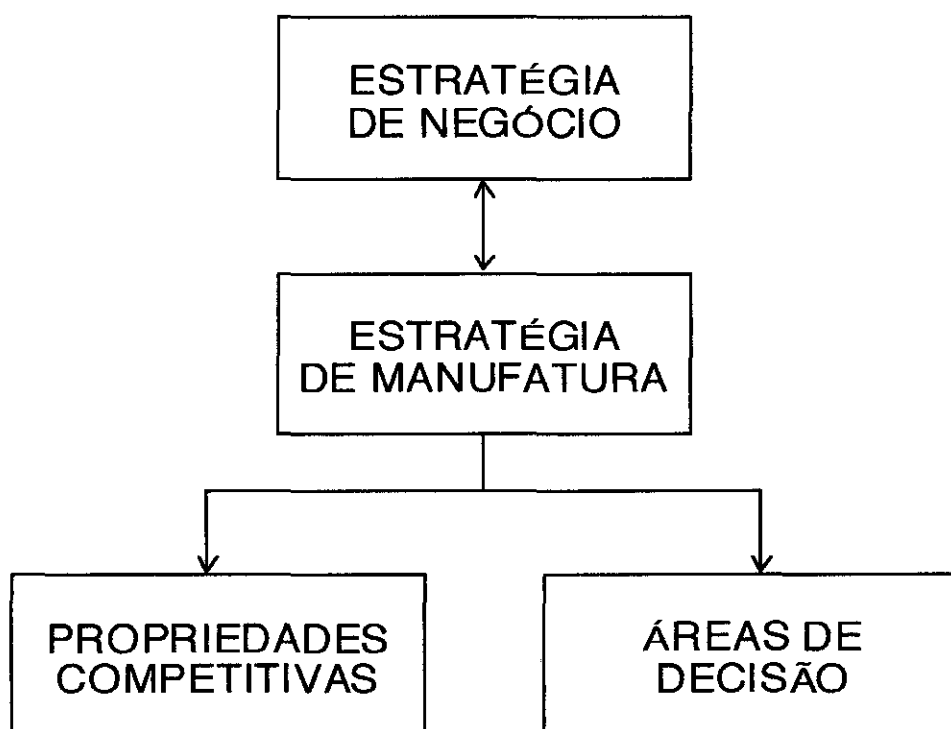 ESTRATÉGIA
DE NEGÓCIO
ESTRATÉGIA
DE MANUFATURA
PROPRIEDADES
COMPETITIVAS
ÁREAS DE
DECISÃO